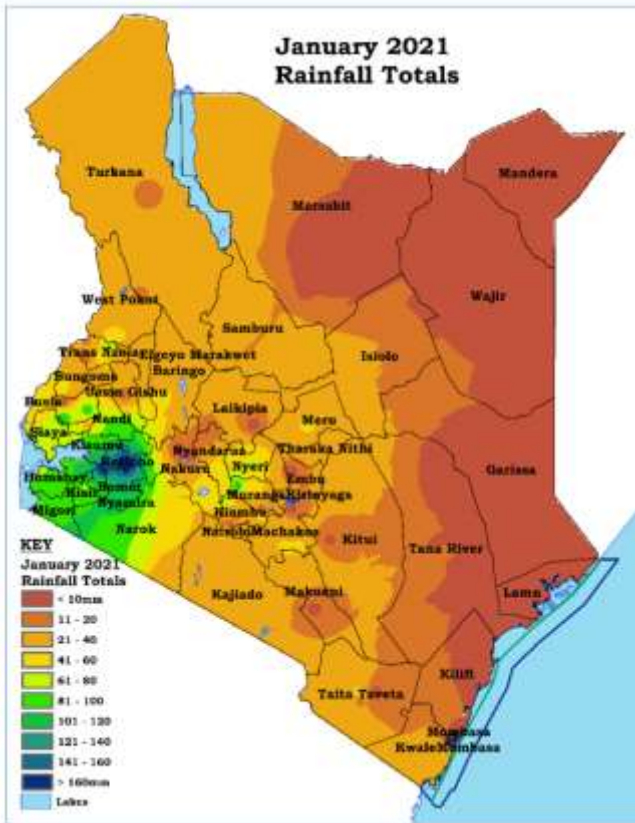 January 2021
Rainfall Totals
Mandera
Turkana
Marsabit
Wajir
West Pokot
Samburu
Trans Nzoia
Elgeyo Marakwet
Isiolo
Baringo
Bungoma
Uasin Gishu
Busia
Laikipia
Nandi
Meru
Siaya
Kisumu
Nyandarua
Tharaka Nithi
Kericho
Garissa
Nakuru
Nyeri
Homabay
Embu
Bomet
Kisii
Muranga
Kirinyaga
Nyamira
Migori
Kiambu
Narok
Nairobi
Machakos
Kitui
Tana River
KEY
January 2021
Rainfall Totals
Kajiado
Makueni
Lamu
< 10mm
11 - 20
21 - 40
41 - 60
61 - 80
81 - 100
101 - 120
121 - 140
141 - 160
> 160mm
Lakes
Kilifi
Taita Taveta
Mombasa
Kwale
Mombasa